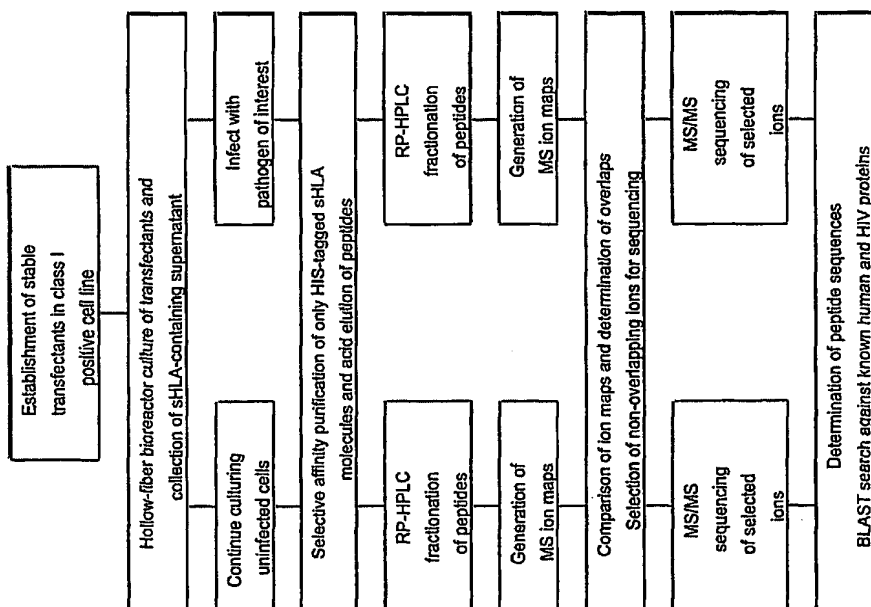 Establishment of stable
transfectants in class I
positive cell line
Hollow-fiber bioreactor culture of transfectants and
collection of sHLA-containing supernatant
Continue culturing
uninfected cells
Infect with
pathogen of interest
Selective affinity purification of only HIS-tagged sHLA
molecules and acid elution of peptides
RP-HPLC
fractionation
of peptides
RP-HPLC
fractionation
of peptides
Generation of
MS ion maps
Generation of
MS ion maps
Comparison of ion maps and determination of overlaps
Selection of non-overlapping ions for sequencing
MS/MS
sequencing
of selected
ions
MS/MS
sequencing
of selected
ions
Determination of peptide sequences
BLAST search against known human and HIV proteins